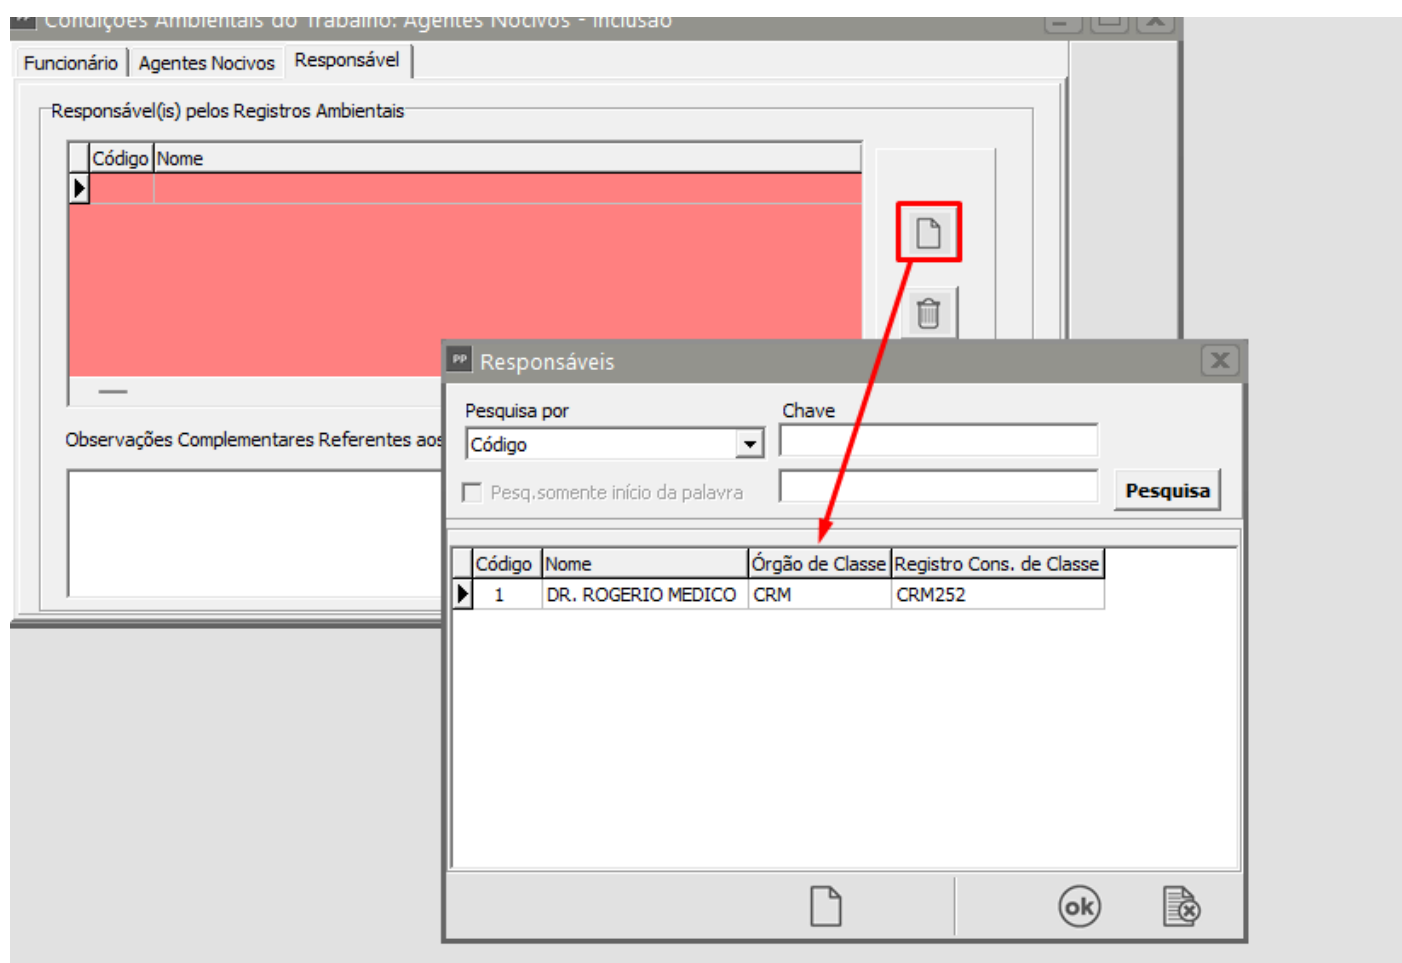 Condições Ambientais do Trabalho: Agentes Nocivos - Inclusão
Funcionário Agentes Nocivos Responsável
Responsável(is) pelos Registros Ambientais
Código Nome
PP Responsáveis
Pesquisa por Chave
Código
Observações Complementares Referentes aos
Pesq.somente início da palavra Pesquisa
Código Nome Órgão de Classe Registro Cons. de Classe
1 DR. ROGERIO MEDICO CRM CRM252
ok